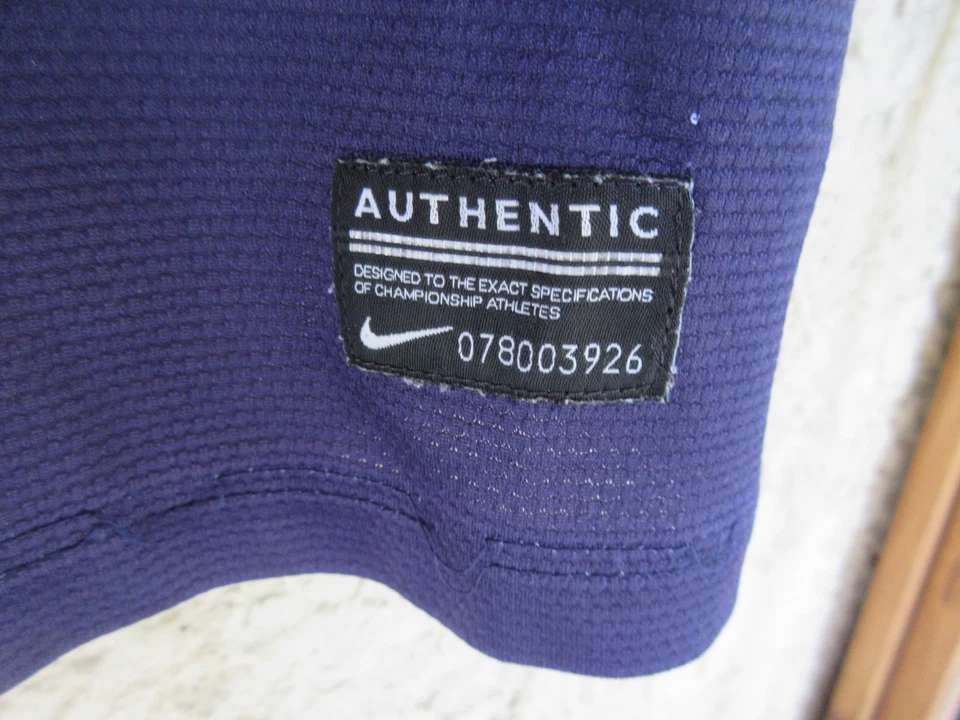 AUTHENTIC
DESIGNED TO THE EXACT SPECIFICATIONS
OF CHAMPIONSHIP ATHLETES
078003926